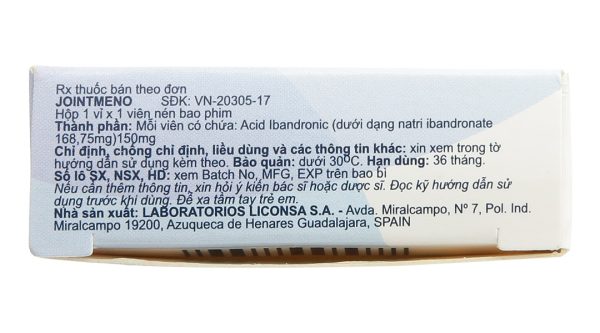 Rx thuốc bán theo đơn
JOINTMENO SĐK: VN-20305-17
Hộp 1 vỉ x 1 viên nén bao phim
Thành phần: Mỗi viên có chứa: Acid Ibandronic (dưới dạng natri ibandronate
168,75mg)150mg
Chỉ định, chống chỉ định, liều dùng và các thông tin khác: xin xem trong tờ
hướng dẫn sử dụng kèm theo. Bảo quản: dưới 30ºC. Hạn dùng: 36 tháng.
Số lô SX, NSX, HD: xem Batch No, MFG, EXP trên bao bì
Nếu cần thêm thông tin, xin hỏi ý kiến bác sĩ hoặc dược sĩ. Đọc kỹ hướng dẫn sử
dụng trước khi dùng. Để xa tầm tay trẻ em.
Nhà sản xuất: LABORATORIOS LICONSA S.A. - Avda. Miralcampo, Nº 7, Pol. Ind.
Miralcampo 19200, Azuqueca de Henares Guadalajara, SPAIN